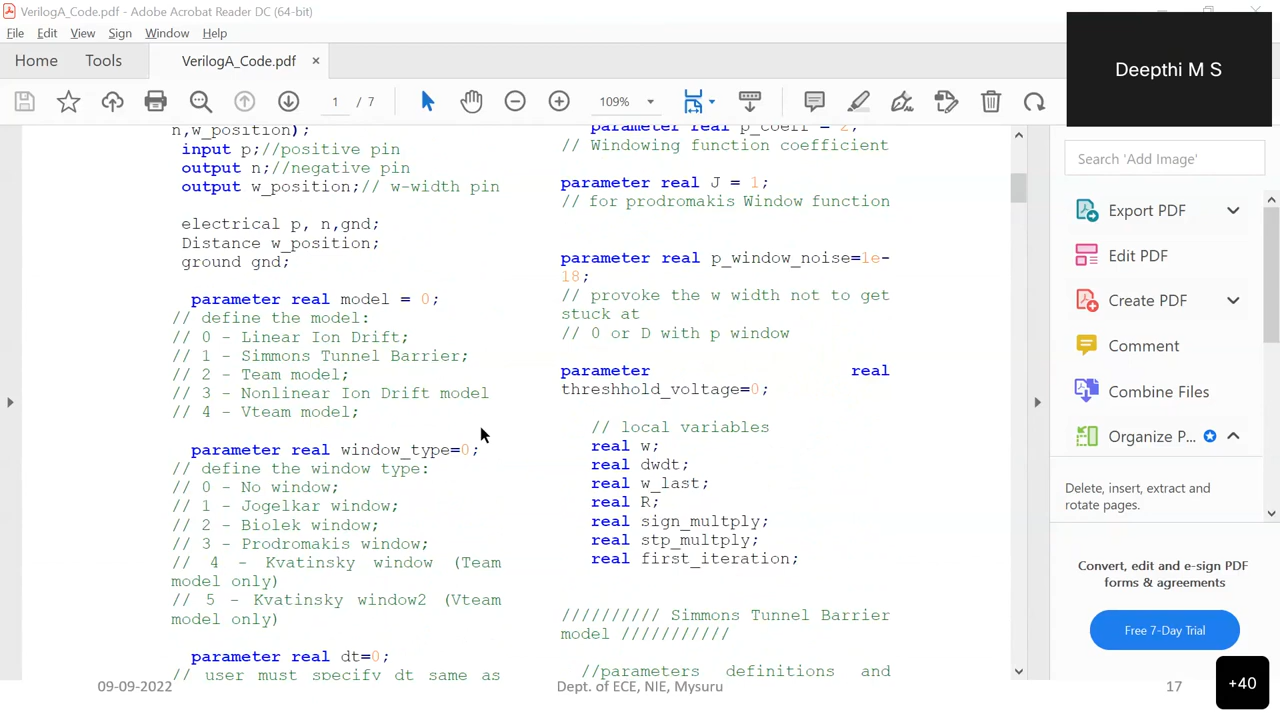 VerilogA_Code.pdf - Adobe Acrobat Reader DC (64-bit)
File Edit View Sign Window Help
Home Tools VerilogA_Code.pdf ×
1 / 7 109%
Deepthi M S
n,w_position);
input p;//positive pin
output n;//negative pin
output w_position;// w-width pin
electrical p, n,gnd;
Distance w_position;
ground gnd;
parameter real model = 0;
// define the model:
// 0 - Linear Ion Drift;
// 1 - Simmons Tunnel Barrier;
// 2 - Team model;
// 3 - Nonlinear Ion Drift model
// 4 - Vteam model;
parameter real window_type=0;
// define the window type:
// 0 - No window;
// 1 - Jogelkar window;
// 2 - Biolek window;
// 3 - Prodromakis window;
// 4 - Kvatinsky window (Team
model only)
// 5 - Kvatinsky window2 (Vteam
model only)
parameter real dt=0;
// user must specify dt same as
parameter real p_coeff = 2;
// Windowing function coefficient
parameter real J = 1;
// for prodromakis Window function
parameter real p_window_noise=1e-
18;
// provoke the w width not to get
stuck at
// 0 or D with p window
parameter real
threshhold_voltage=0;
// local variables
real w;
real dwdt;
real w_last;
real R;
real sign_multply;
real stp_multply;
real first_iteration;
////////// Simmons Tunnel Barrier
model ///////////
//parameters definitions and
Search 'Add Image'
Export PDF
Edit PDF
Create PDF
Comment
Combine Files
Organize P...
Delete, insert, extract and
rotate pages.
Convert, edit and e-sign PDF
forms & agreements
Free 7-Day Trial
09-09-2022 Dept. of ECE, NIE, Mysuru 17
+40